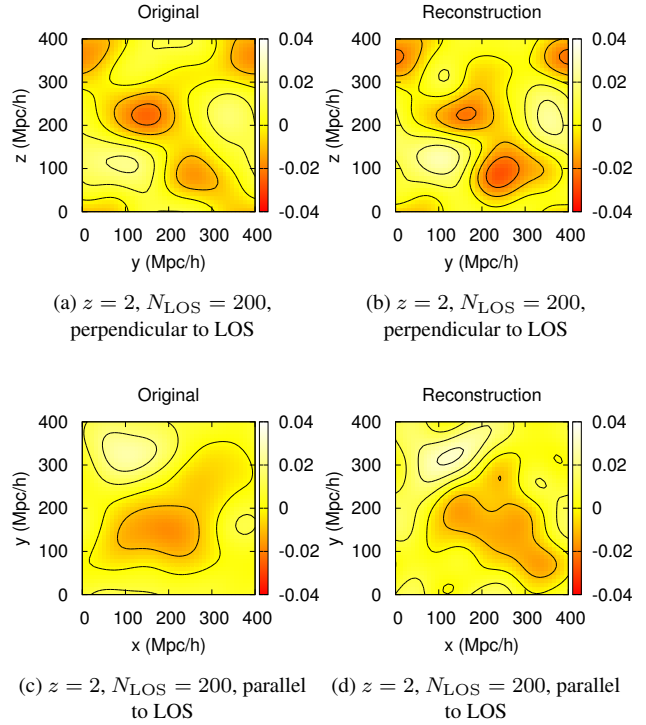 Original
Reconstruction
400
300
200
100
0
z (Mpc/h)
0 100 200 300 400
y (Mpc/h)
0.04
0.02
0
-0.02
-0.04
400
300
200
100
0
z (Mpc/h)
0 100 200 300 400
y (Mpc/h)
0.04
0.02
0
-0.02
-0.04
(a) z = 2, N_LOS = 200,
perpendicular to LOS
(b) z = 2, N_LOS = 200,
perpendicular to LOS
Original
Reconstruction
400
300
200
100
0
y (Mpc/h)
0 100 200 300 400
x (Mpc/h)
0.04
0.02
0
-0.02
-0.04
400
300
200
100
0
y (Mpc/h)
0 100 200 300 400
x (Mpc/h)
0.04
0.02
0
-0.02
-0.04
(c) z = 2, N_LOS = 200, parallel
to LOS
(d) z = 2, N_LOS = 200, parallel
to LOS